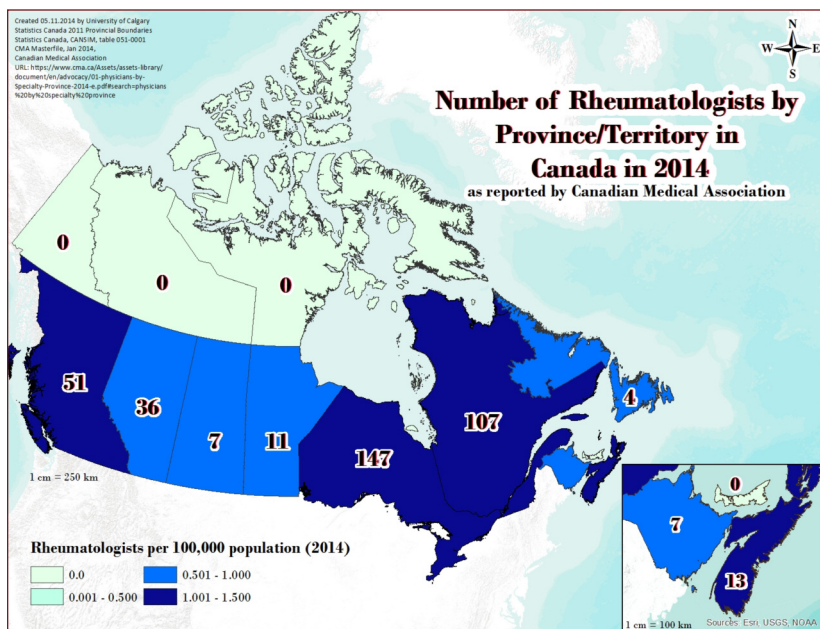 Created 05.11.2014 by University of Calgary
Statistics Canada 2011 Provincial Boundaries
Statistics Canada, CANSIM, table 051-0001
CMA Masterfile, Jan 2014,
Canadian Medical Association
URL: https://www.cma.ca/Assets/assets-library/
document/en/advocacy/01-physicians-by-
Specialty-Province-2014-e.pdf#search=physicians
%20by%20specialty%20province
N
W E
S
Number of Rheumatologists by
Province/Territory in
Canada in 2014
as reported by Canadian Medical Association
0
0
0
51
36
7
11
147
107
4
1 cm = 250 km
0
7
13
Rheumatologists per 100,000 population (2014)
0.0
0.501 - 1.000
0.001 - 0.500
1.001 - 1.500
1 cm = 100 km
Sources: Esri, USGS, NOAA